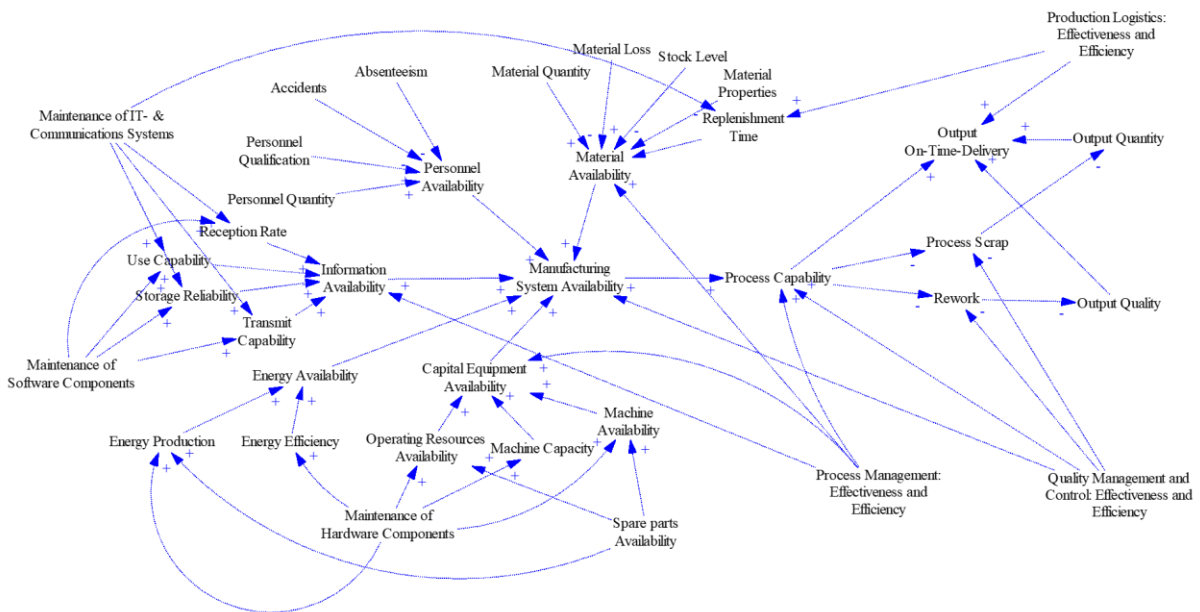 Production Logistics:
Effectiveness and
Efficiency
Material Loss
Stock Level
Absenteeism
Material Quantity
Material
Properties
Accidents
Maintenance of IT- &
Communications Systems
Replenishment
Time
Output
On-Time-Delivery
Output Quantity
Personnel
Qualification
Personnel
Availability
Material
Availability
Personnel Quantity
Reception Rate
Process Scrap
Use Capability
Information
Availability
Manufacturing
System Availability
Process Capability
Storage Reliability
Rework
Output Quality
Transmit
Capability
Maintenance of
Software Components
Energy Availability
Capital Equipment
Availability
Machine
Availability
Energy Production
Energy Efficiency
Operating Resources
Availability
Machine Capacity
Process Management:
Effectiveness and
Efficiency
Quality Management and
Control: Effectiveness and
Efficiency
Maintenance of
Hardware Components
Spare parts
Availability